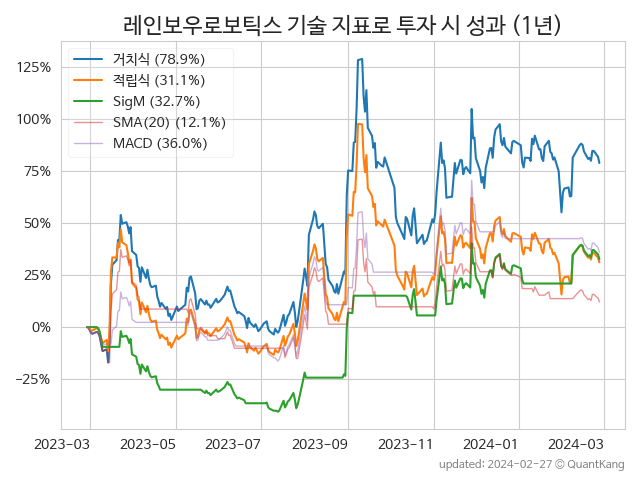 레인보우로보틱스 기술 지표로 투자 시 성과 (1년)
거치식 (78.9%)
적립식 (31.1%)
SigM (32.7%)
SMA(20) (12.1%)
MACD (36.0%)
125%
100%
75%
50%
25%
0%
−25%
2023-03 2023-05 2023-07 2023-09 2023-11 2024-01 2024-03
updated: 2024-02-27 © QuantKang